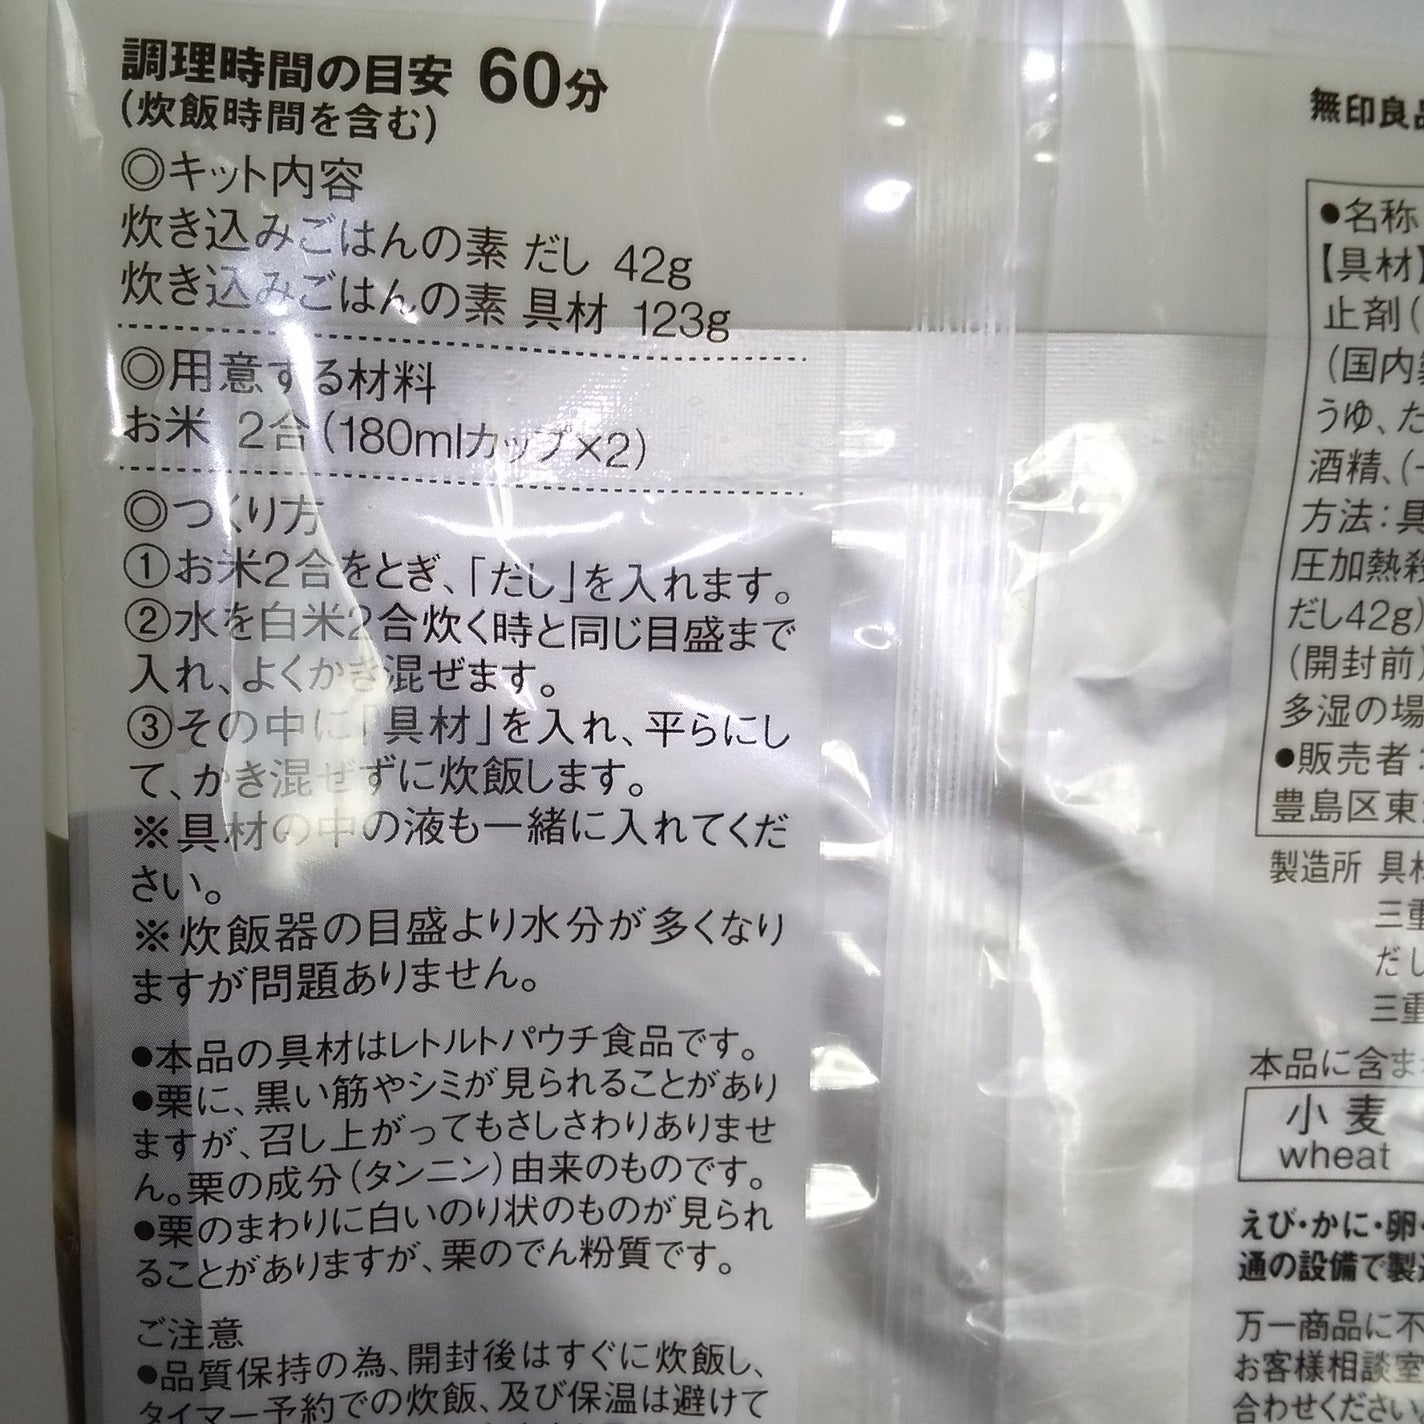 調理時間の目安 60分
(炊飯時間を含む)
◎キット内容
炊き込みごはんの素 だし 42g
炊き込みごはんの素 具材 123g
◎用意する材料
お米 2合(180mlカップ×2)
◎つくり方
①お米2合をとぎ、「だし」を入れます。
②水を白米2合炊く時と同じ目盛まで
入れ、よくかき混ぜます。
③その中に「具材」を入れ、平らにし
て、かき混ぜずに炊飯します。
※具材の中の液も一緒に入れてくだ
さい。
※炊飯器の目盛より水分が多くなり
ますが問題ありません。
●本品の具材はレトルトパウチ食品です。
●栗に、黒い筋やシミが見られることがあり
ますが、召し上がってもさしさわりありませ
ん。栗の成分(タンニン)由来のものです。
●栗のまわりに白いのり状のものが見られ
ることがありますが、栗のでん粉質です。
ご注意
●品質保持の為、開封後はすぐに炊飯し、
タイマー予約での炊飯、及び保温は避けて
無印良品
●名称
【具材】
止剤(
(国内製
うゆ、た
酒精、(一
方法:具
圧加熱殺
だし42g)
(開封前)
多湿の場
●販売者:
豊島区東
製造所 具材
三重
だし
三重
本品に含ま
小麦
wheat
えび・かに・卵・
通の設備で製造
万一商品に不
お客様相談室
合わせください